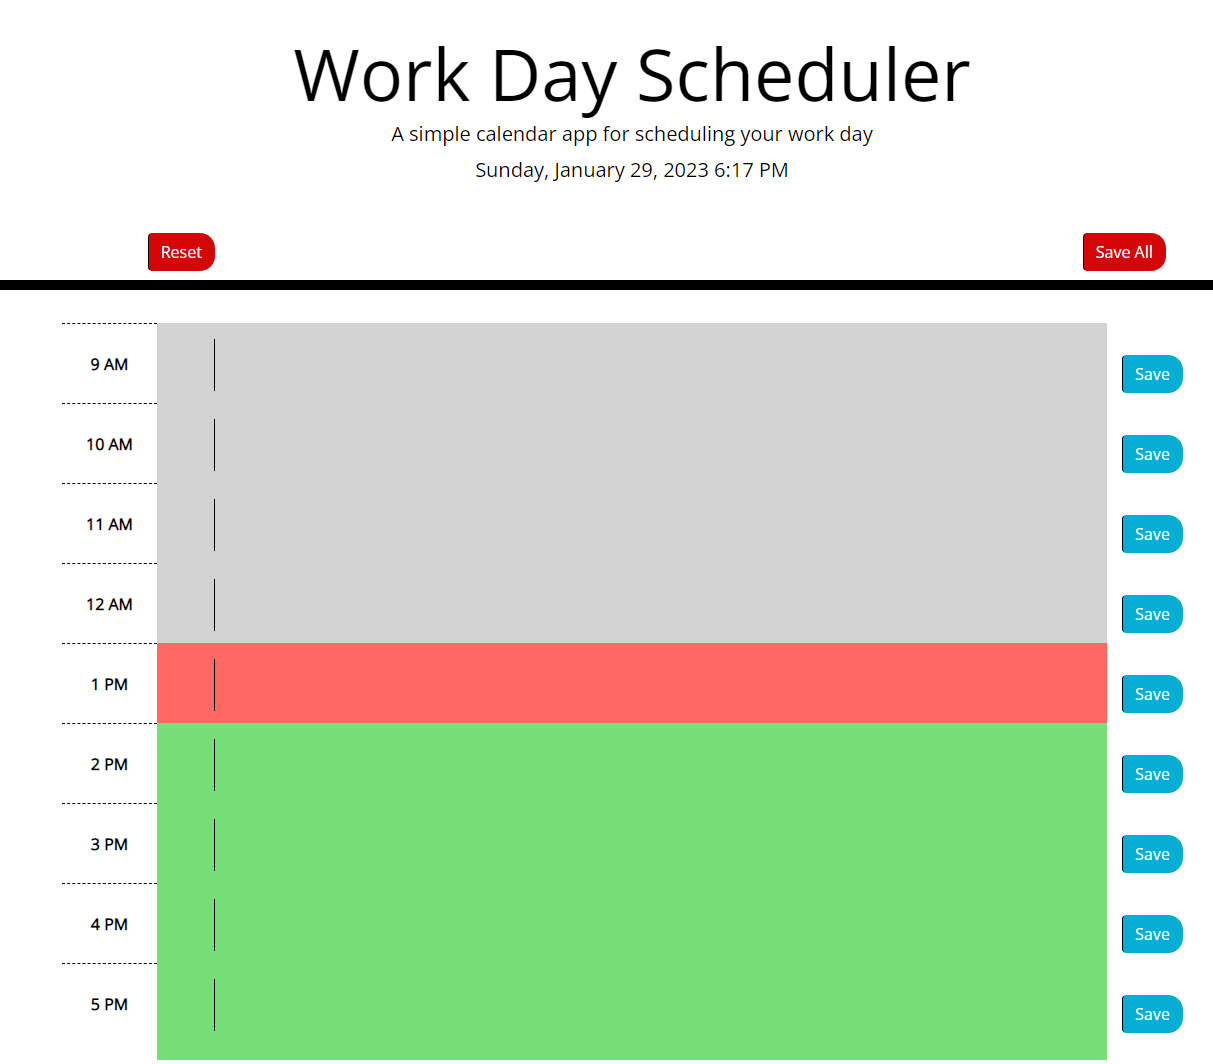 Work Day Scheduler
A simple calendar app for scheduling your work day
Sunday, January 29, 2023 6:17 PM
Reset Save All
9 AM Save
10 AM Save
11 AM Save
12 AM Save
1 PM Save
2 PM Save
3 PM Save
4 PM Save
5 PM Save